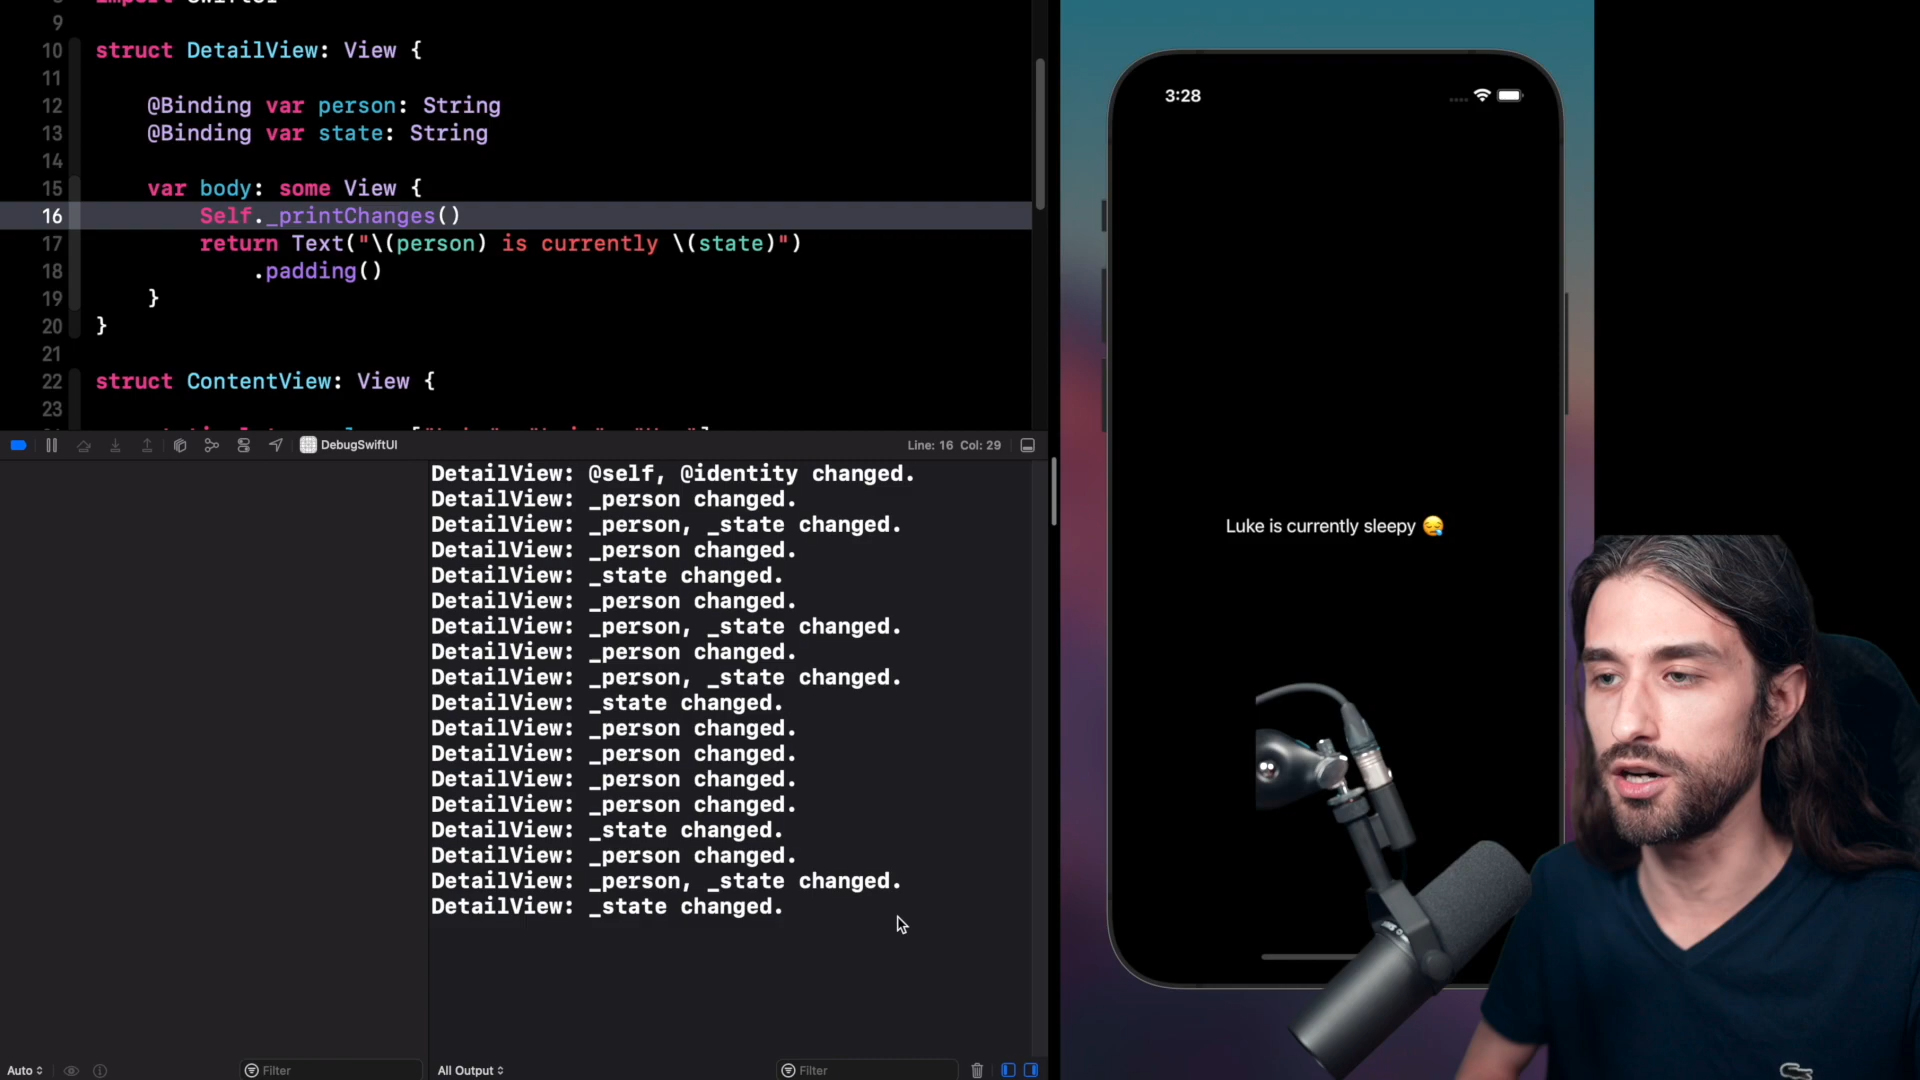 import SwiftUI
9
10 struct DetailView: View {
11
12 @Binding var person: String
13 @Binding var state: String
14
15 var body: some View {
16 Self._printChanges()
17 return Text("\(person) is currently \(state)")
18 .padding()
19 }
20 }
21
22 struct ContentView: View {
23
DebugSwiftUI
Line: 16 Col: 29
DetailView: @self, @identity changed.
DetailView: _person changed.
DetailView: _person, _state changed.
DetailView: _person changed.
DetailView: _state changed.
DetailView: _person changed.
DetailView: _person, _state changed.
DetailView: _person changed.
DetailView: _person, _state changed.
DetailView: _state changed.
DetailView: _person changed.
DetailView: _person changed.
DetailView: _person changed.
DetailView: _person changed.
DetailView: _state changed.
DetailView: _person changed.
DetailView: _person, _state changed.
DetailView: _state changed.
Auto
Filter
All Output
Filter
3:28
Luke is currently sleepy 😪